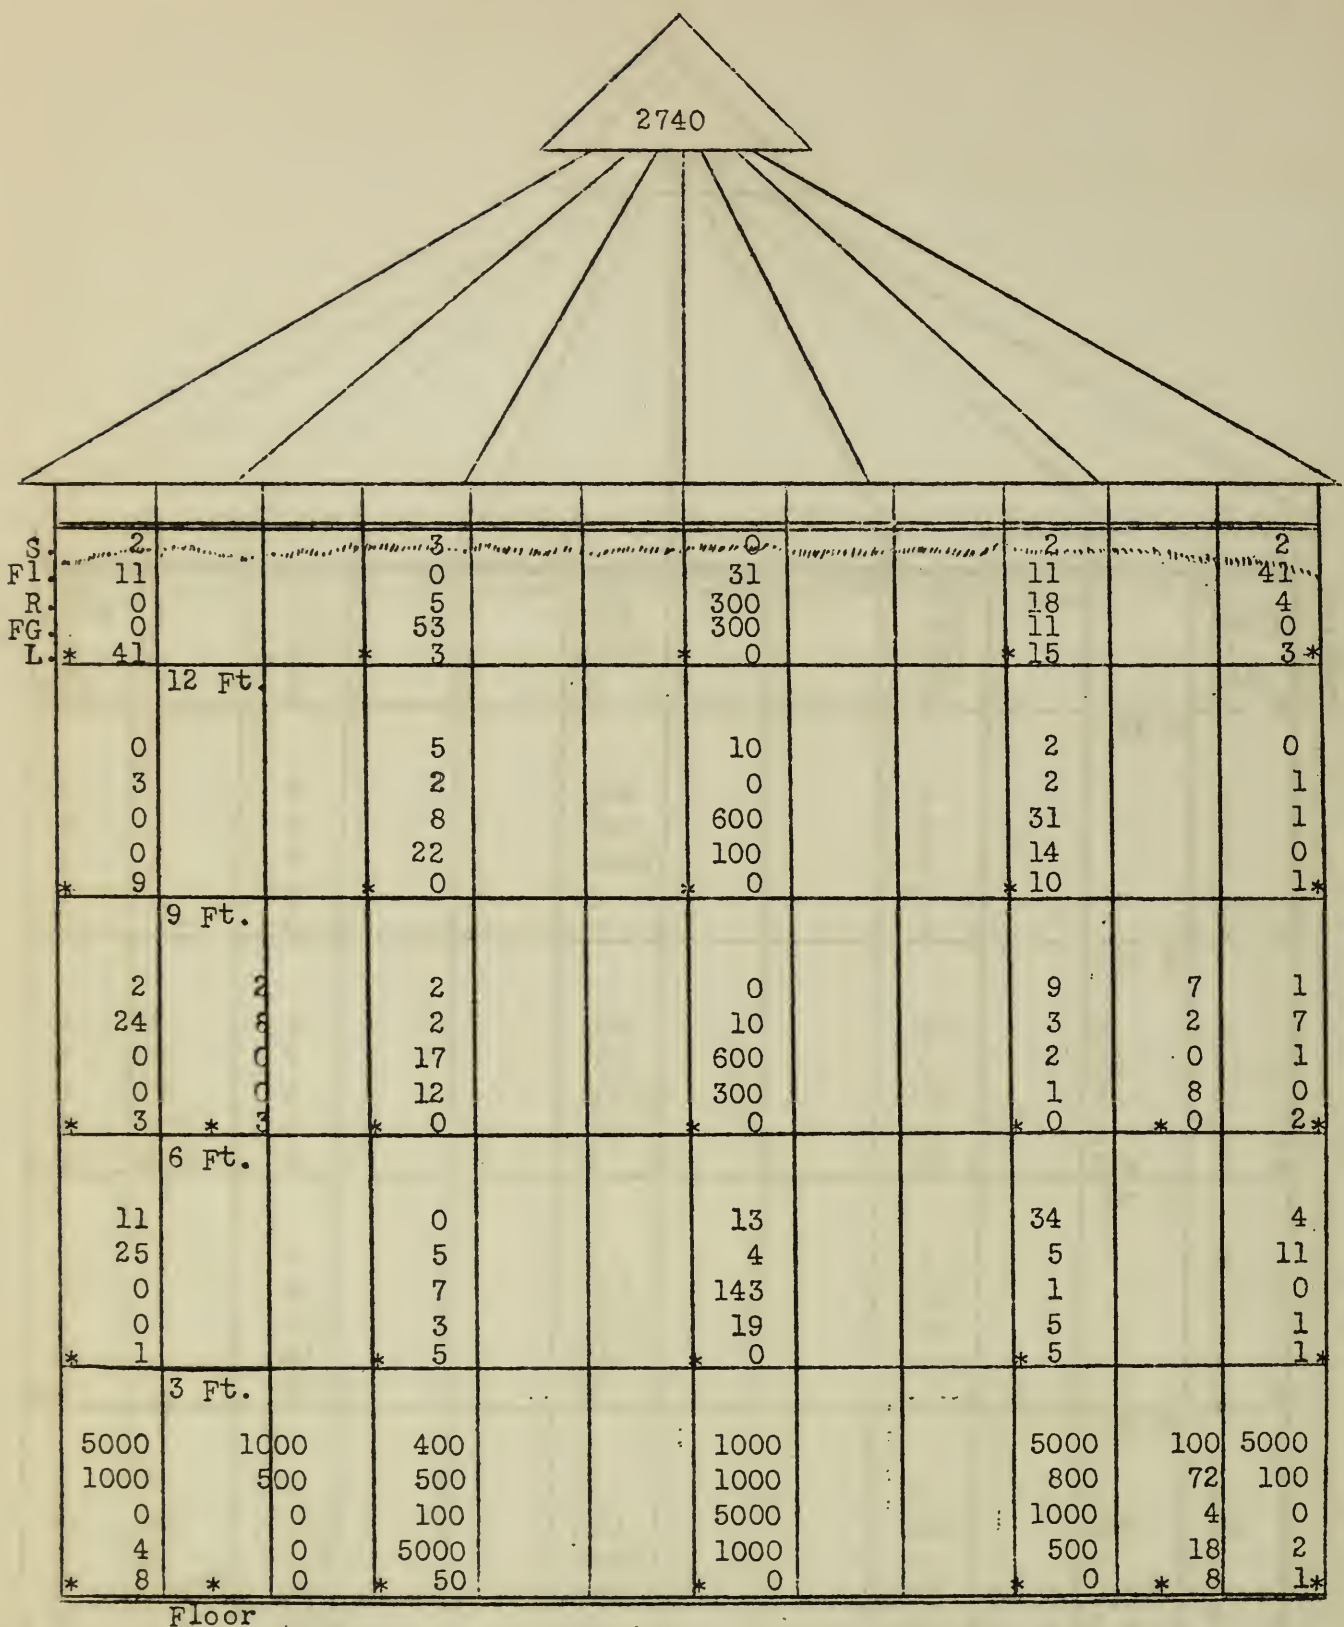 2740
S. 2 3 0 2 2
Fl. 11 0 31 11 41
R. 0 5 300 18 4
FG. 0 53 300 11 0
L. * 41 * 3 * 0 * 15 3 *
12 Ft.
0 5 10 2 0
3 2 0 2 1
0 8 600 31 1
0 22 100 14 0
* 9 * 0 * 0 * 10 1 *
9 Ft.
2 2 2 0 9 7 1
24 8 2 10 3 2 7
0 0 17 600 2 0 1
0 0 12 300 1 8 0
* 3 * 3 * 0 * 0 * 0 * 0 2 *
6 Ft.
11 0 13 34 4
25 5 4 5 11
0 7 143 1 0
0 3 19 5 1
* 1 * 5 * 0 * 5 1 *
3 Ft.
5000 1000 400 1000 5000 100 5000
1000 500 500 1000 800 72 100
0 0 100 5000 1000 4 0
4 0 5000 1000 500 18 2
* 8 * 0 * 50 * 0 * 0 * 8 1 *
Floor